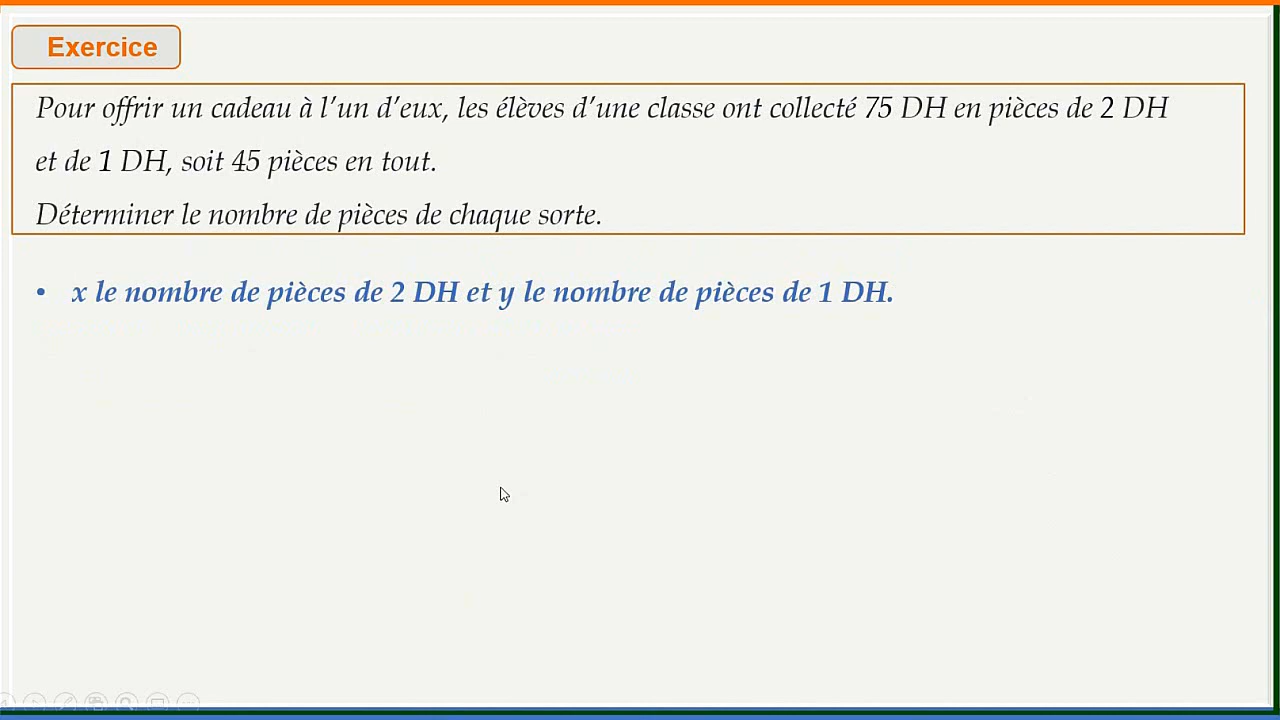 Exercice
Pour offrir un cadeau à l’un d’eux, les élèves d’une classe ont collecté 75 DH en pièces de 2 DH
et de 1 DH, soit 45 pièces en tout.
Déterminer le nombre de pièces de chaque sorte.
• x le nombre de pièces de 2 DH et y le nombre de pièces de 1 DH.